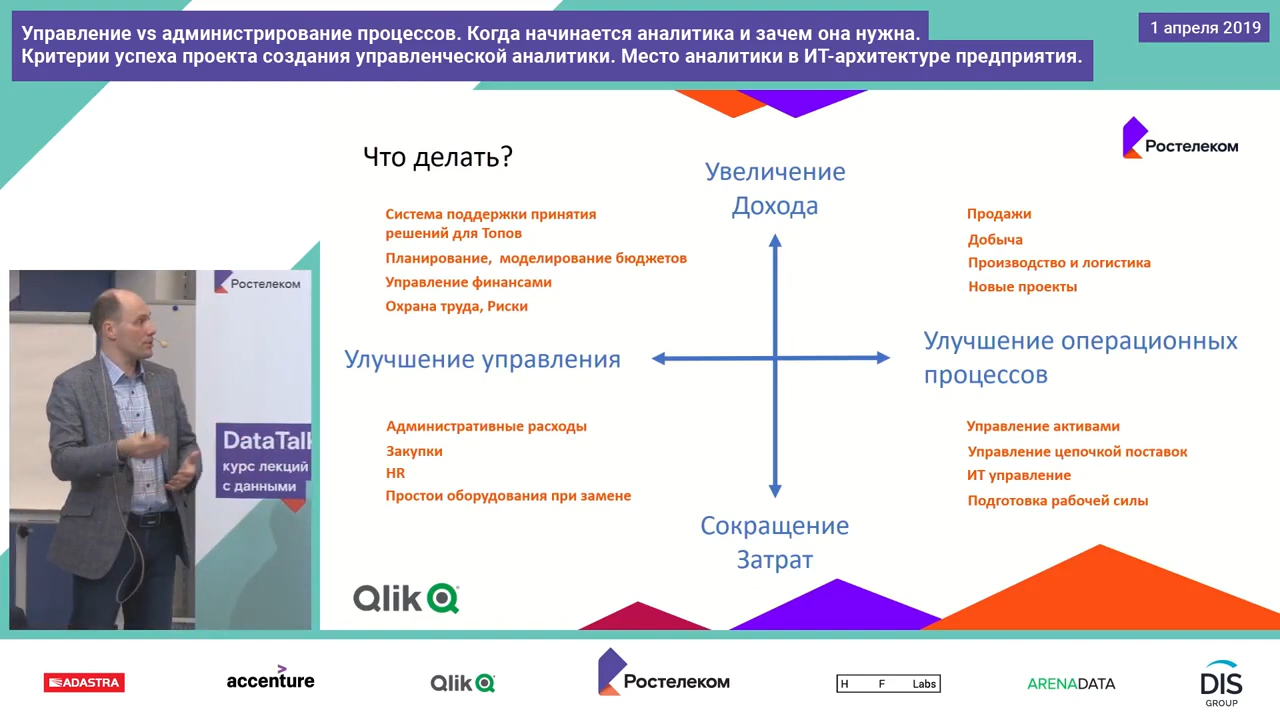 Управление vs администрирование процессов. Когда начинается аналитика и зачем она нужна.
Критерии успеха проекта создания управленческой аналитики. Место аналитики в ИТ-архитектуре предприятия.
1 апреля 2019
Ростелеком
Что делать?
Увеличение
Дохода
Система поддержки принятия
решений для Топов
Планирование, моделирование бюджетов
Управление финансами
Охрана труда, Риски
Продажи
Добыча
Производство и логистика
Новые проекты
Улучшение управления
Улучшение операционных
процессов
Административные расходы
Закупки
HR
Простои оборудования при замене
Управление активами
Управление цепочкой поставок
ИТ управление
Подготовка рабочей силы
Сокращение
Затрат
Qlik
Ростелеком
DataTalk
курс лекций
с данными
ADASTRA
accenture
Qlik
Ростелеком
H F Labs
ARENADATA
DIS
GROUP